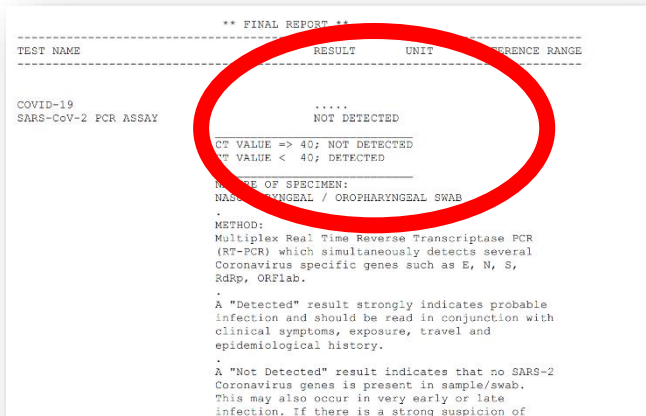 ** FINAL REPORT **
TEST NAME RESULT UNIT RANGE
COVID-19 .....
SARS-CoV-2 PCR ASSAY NOT DETECTED
CT VALUE => 40; NOT DETECTED
CT VALUE < 40; DETECTED
OF SPECIMEN:
/ OROPHARYNGEAL SWAB
.
METHOD:
Multiplex Real Time Reverse Transcriptase PCR
(RT-PCR) which simultaneously detects several
Coronavirus specific genes such as E, N, S,
RdRp, ORF1ab.
.
A "Detected" result strongly indicates probable
infection and should be read in conjunction with
clinical symptoms, exposure, travel and
epidemiological history.
.
A "Not Detected" result indicates that no SARS-2
Coronavirus genes is present in sample/swab.
This may also occur in very early or late
infection. If there is a strong suspicion of